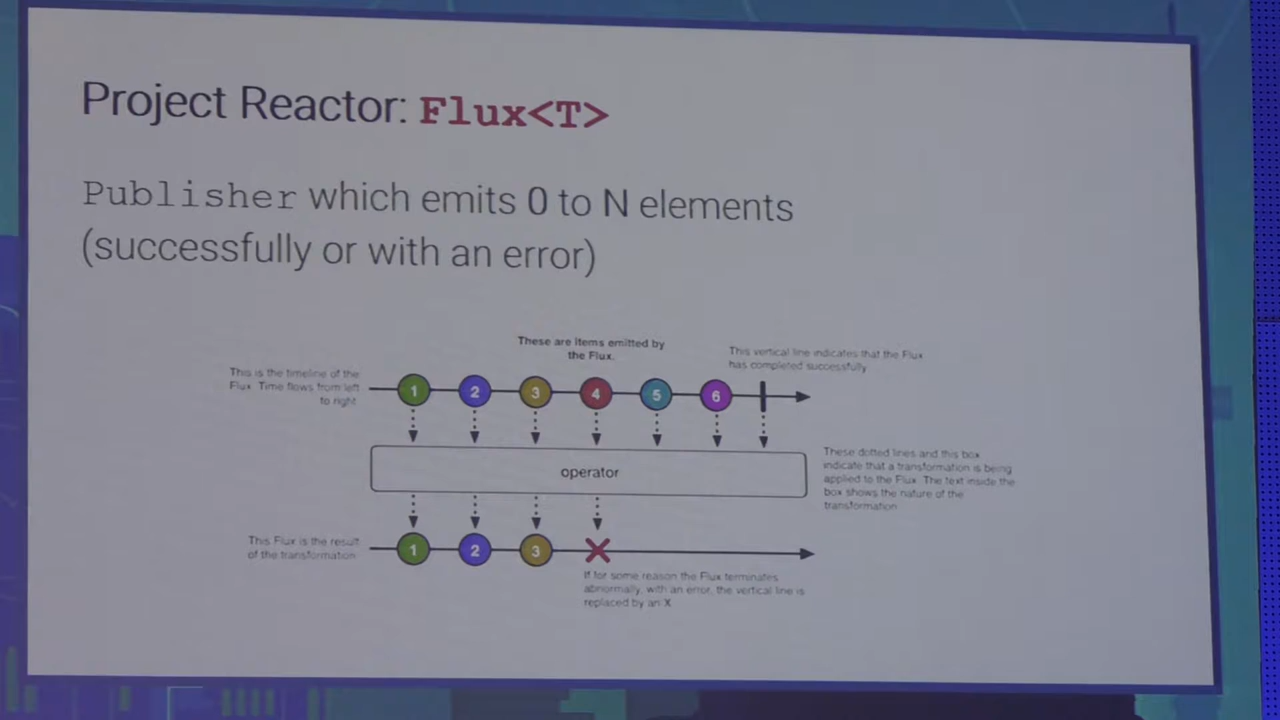 Project Reactor: Flux<T>
Publisher which emits 0 to N elements
(successfully or with an error)
These are items emitted by
the Flux.
This vertical line indicates that the Flux
has completed successfully
This is the timeline of the
Flux. Time flows from left
to right.
1 2 3 4 5 6
operator
These dotted lines and this box
indicate that a transformation is being
applied to the Flux. The text inside the
box shows the nature of the
transformation
This Flux is the result
of the transformation
1 2 3
If for some reason the Flux terminates
abnormally, with an error, the vertical line is
replaced by an X